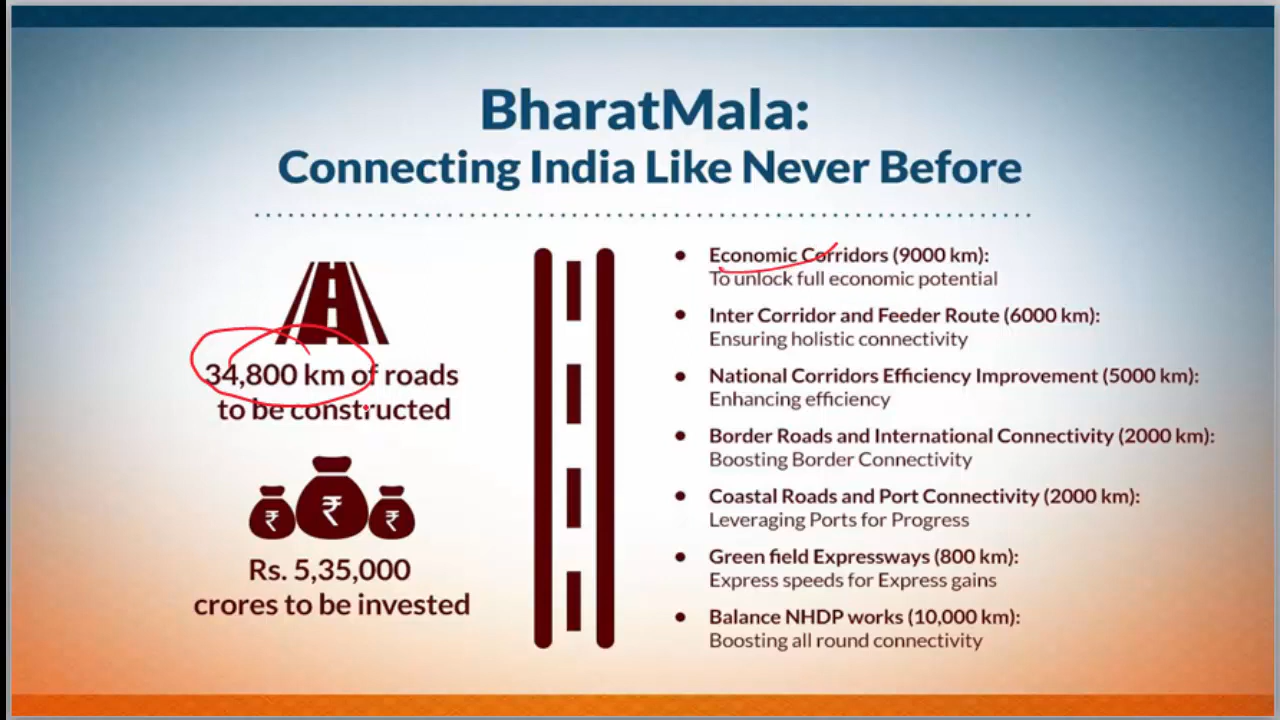 BharatMala:
Connecting India Like Never Before
34,800 km of roads
to be constructed
₹ ₹ ₹
Rs. 5,35,000
crores to be invested
• Economic Corridors (9000 km):
To unlock full economic potential
• Inter Corridor and Feeder Route (6000 km):
Ensuring holistic connectivity
• National Corridors Efficiency Improvement (5000 km):
Enhancing efficiency
• Border Roads and International Connectivity (2000 km):
Boosting Border Connectivity
• Coastal Roads and Port Connectivity (2000 km):
Leveraging Ports for Progress
• Green field Expressways (800 km):
Express speeds for Express gains
• Balance NHDP works (10,000 km):
Boosting all round connectivity